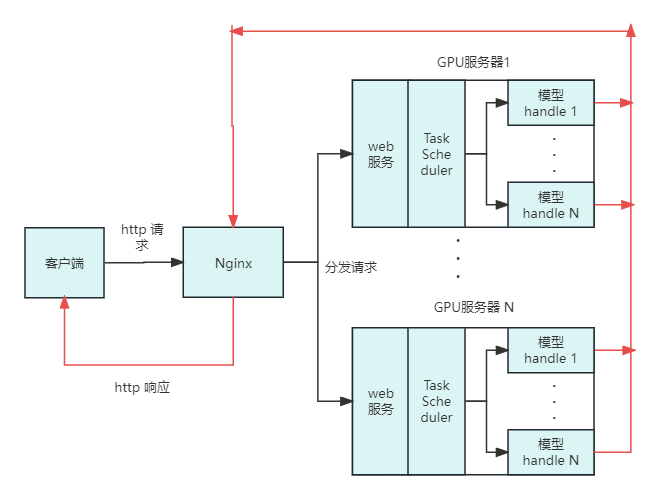 GPU服务器1
web
服务
Task
Sche
duler
模型
handle 1
模型
handle N
http 请
求
客户端
Nginx
分发请求
GPU服务器 N
http 响应
web
服务
Task
Sche
duler
模型
handle 1
模型
handle N